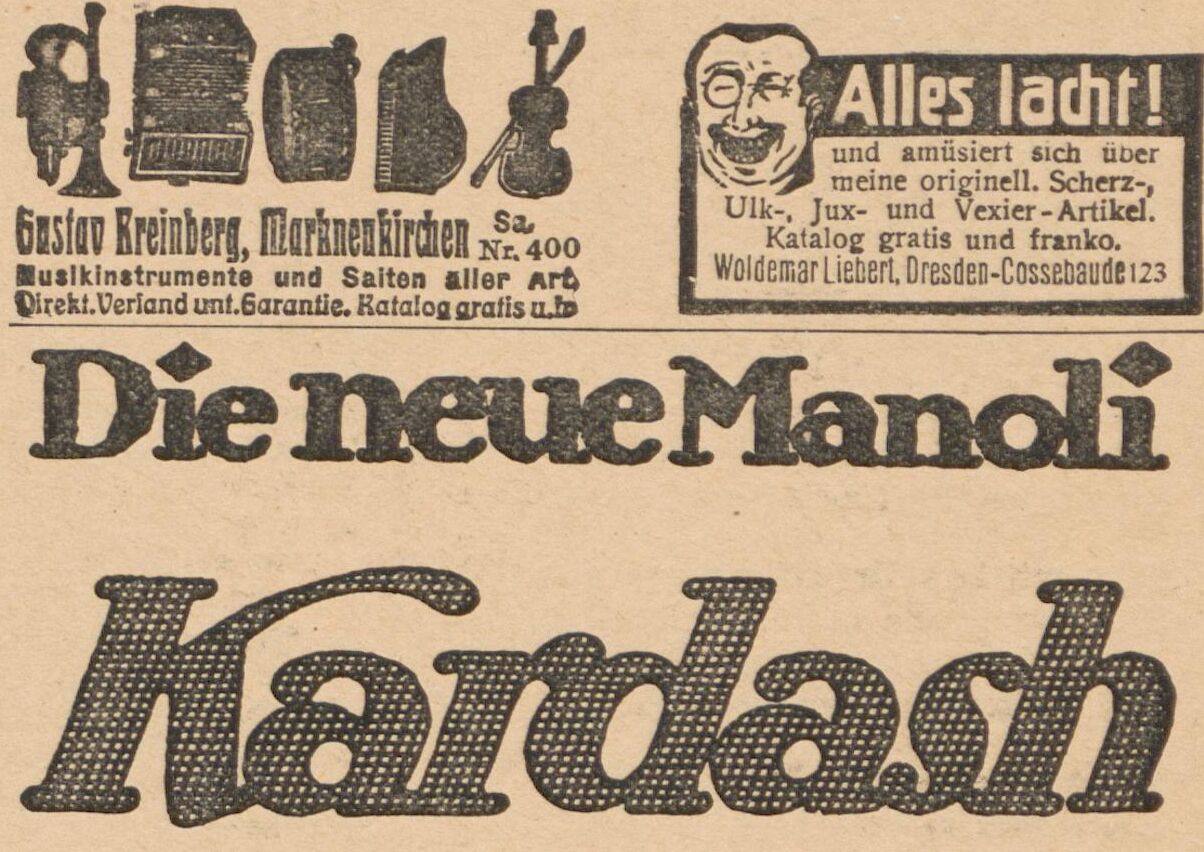 Gustav Kreinberg, Markneukirchen Sa. Nr. 400
Musikinstrumente und Saiten aller Art,
Direkt. Versand unt. Garantie. Katalog gratis u. fr.
Alles lacht!
und amüsiert sich über
meine originell. Scherz-,
Ulk-, Jux- und Vexier-Artikel.
Katalog gratis und franko.
Woldemar Liebert, Dresden-Cossebaude 123
Die neue Manoli
Kardash